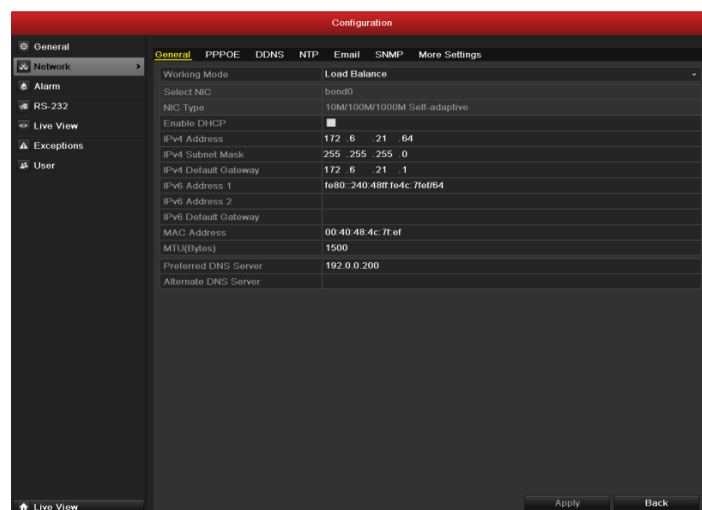 Configuration
General
Network
Alarm
RS-232
Live View
Exceptions
User
General PPPOE DDNS NTP Email SNMP More Settings
Working Mode Load Balance
Select NIC bond0
NIC Type 10M/100M/1000M Self-adaptive
Enable DHCP
IPv4 Address 172 .6 .21 .64
IPv4 Subnet Mask 255 .255 .255 .0
IPv4 Default Gateway 172 .6 .21 .1
IPv6 Address 1 fe80::240:48ff:fe4c:7fef/64
IPv6 Address 2
IPv6 Default Gateway
MAC Address 00:40:48:4c:7f:ef
MTU(Bytes) 1500
Preferred DNS Server 192.0.0.200
Alternate DNS Server
Live View
Apply Back